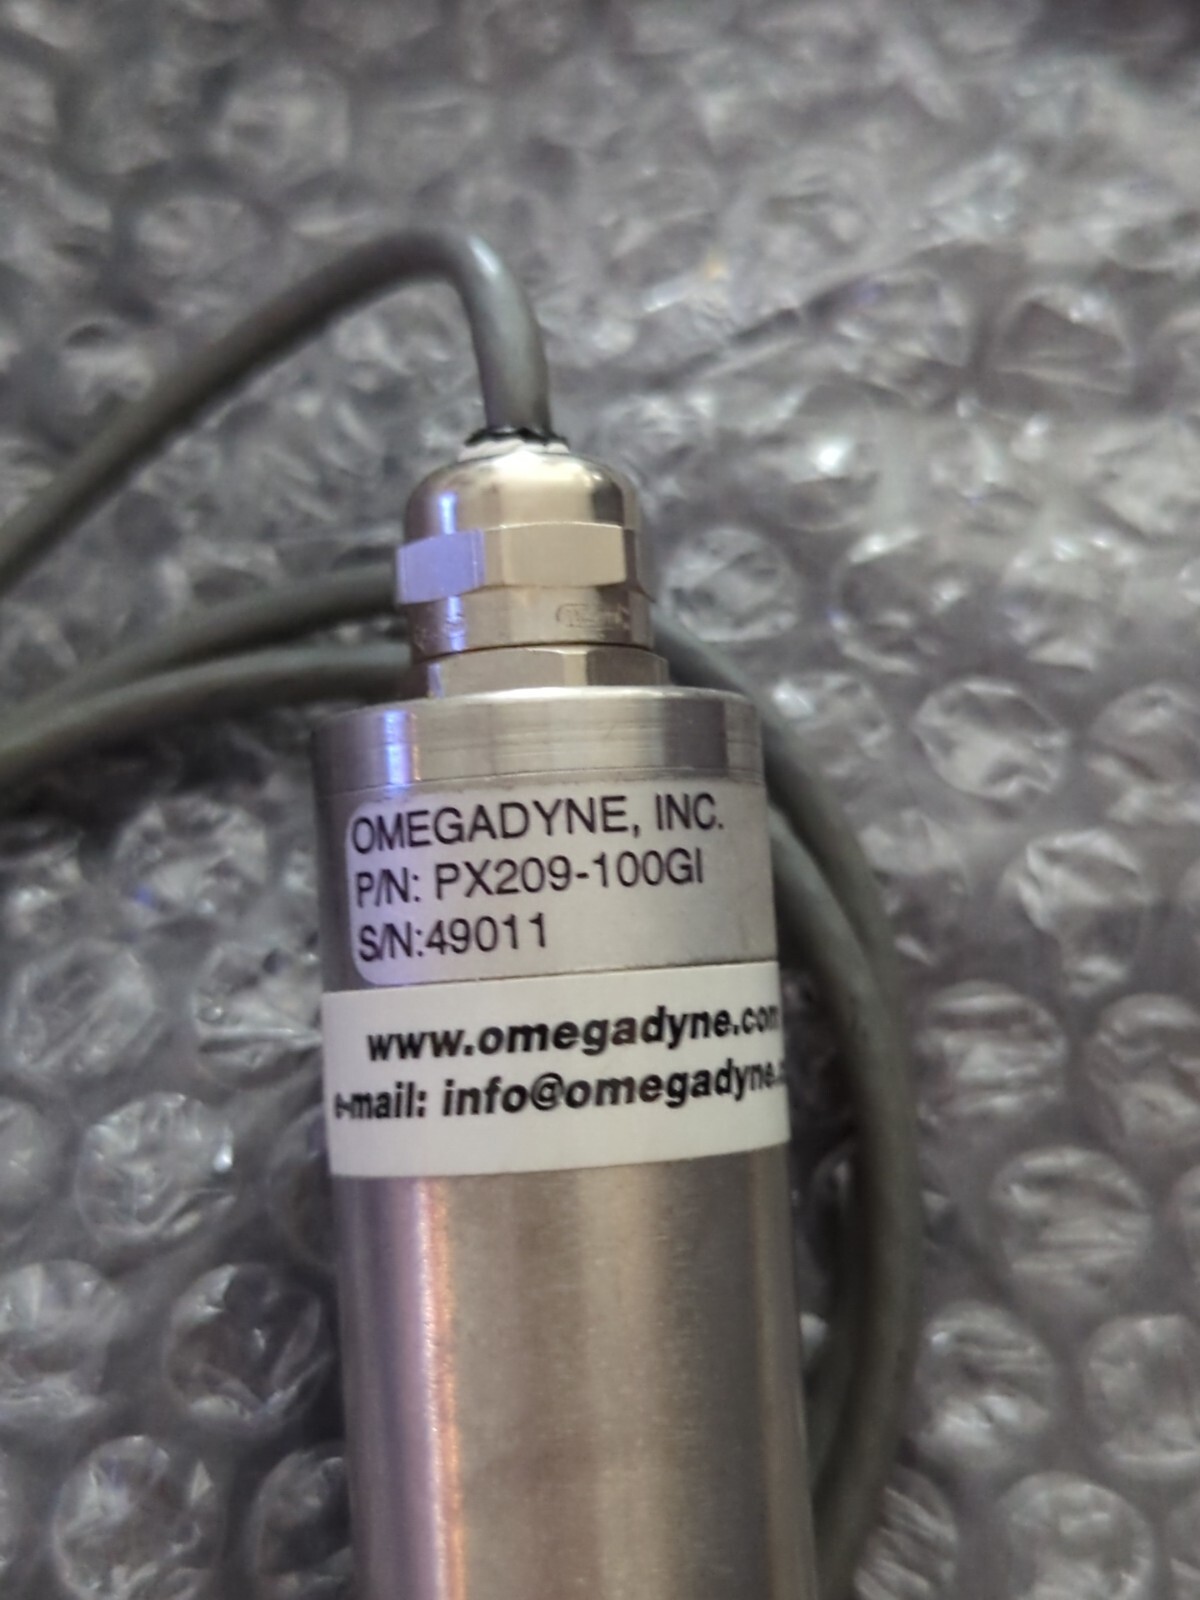 OMEGADYNE, INC.
P/N: PX209-100GI
S/N:49011
www.omegadyne.com
e-mail: info@omegadyne.